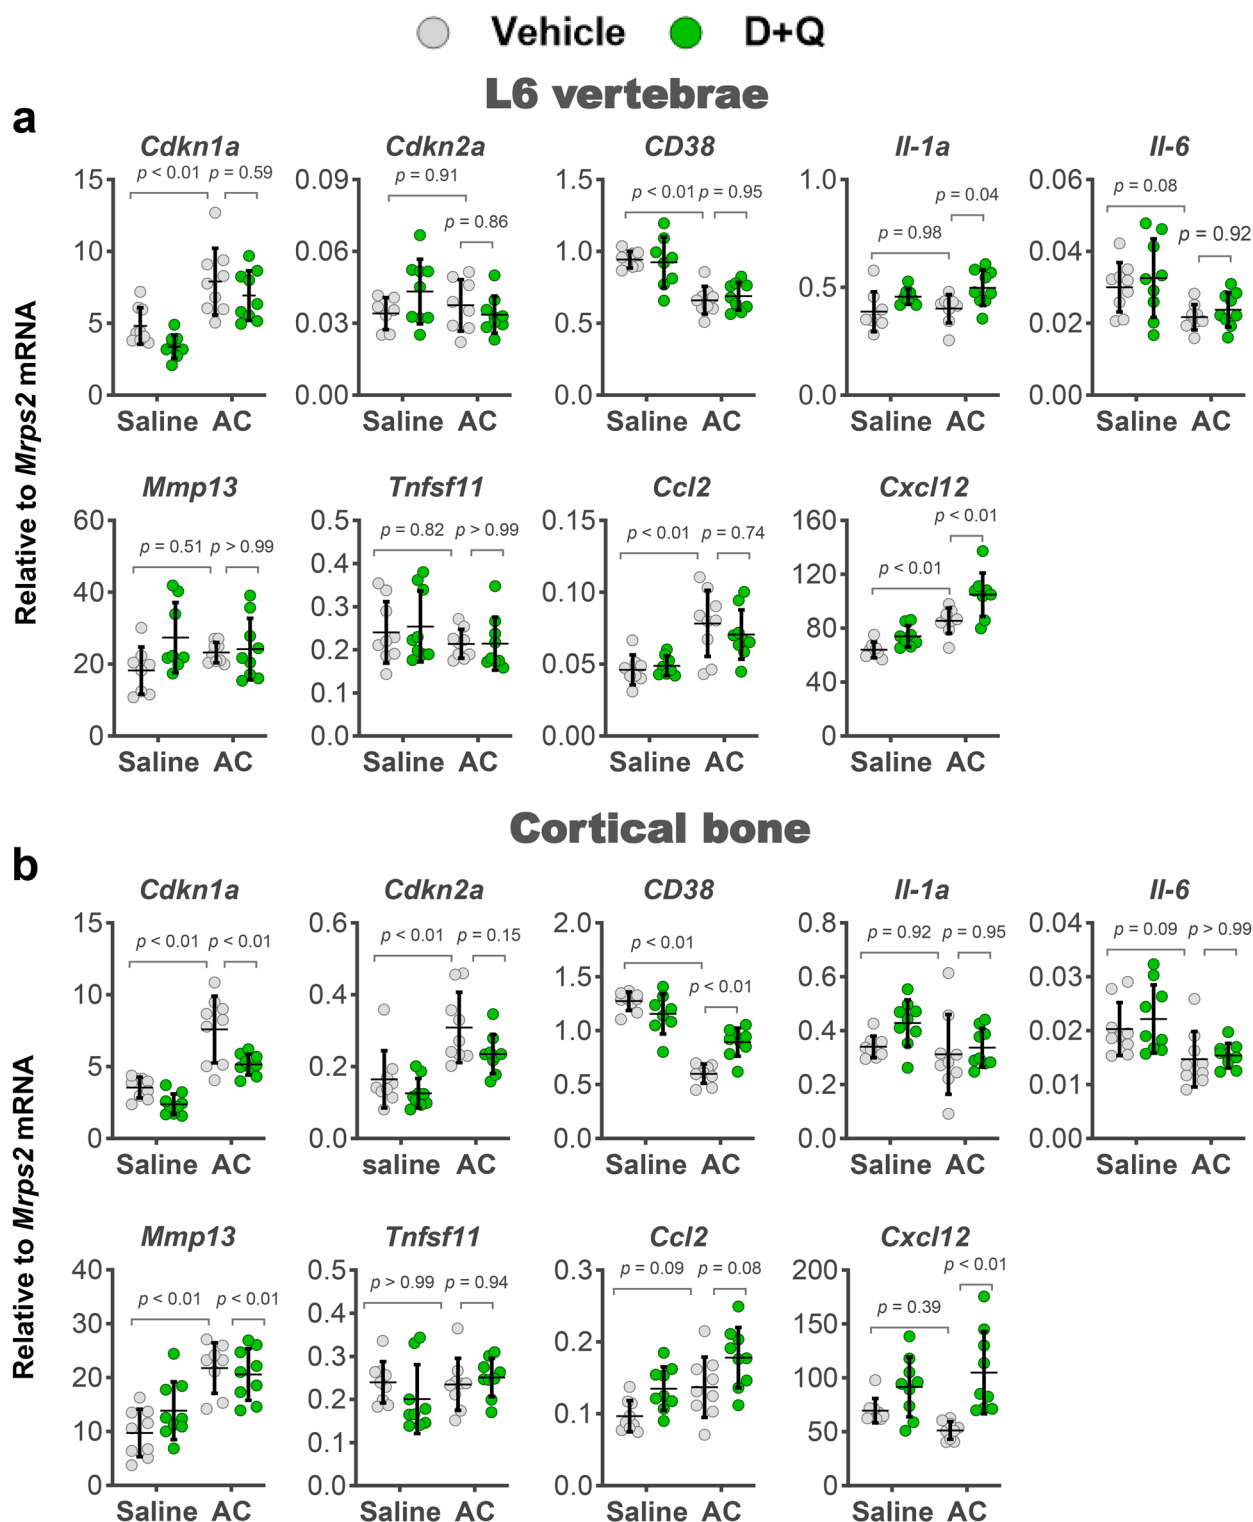 Vehicle D+Q
L6 vertebrae
a
Relative to Mrps2 mRNA
Cdkn1a
p < 0.01 p = 0.59
15
10
5
0
Saline AC
Cdkn2a
p = 0.91
p = 0.86
0.09
0.06
0.03
0.00
Saline AC
CD38
p < 0.01 p = 0.95
1.5
1.0
0.5
0.0
Saline AC
Il-1a
p = 0.04
p = 0.98
1.0
0.5
0.0
Saline AC
Il-6
p = 0.08
p = 0.92
0.06
0.04
0.02
0.00
Saline AC
Mmp13
p = 0.51 p > 0.99
60
40
20
0
Saline AC
Tnfsf11
p = 0.82 p > 0.99
0.5
0.4
0.3
0.2
0.1
0.0
Saline AC
Ccl2
p < 0.01 p = 0.74
0.15
0.10
0.05
0.00
Saline AC
Cxcl12
p < 0.01
p < 0.01
160
120
80
40
0
Saline AC
Cortical bone
b
Relative to Mrps2 mRNA
Cdkn1a
p < 0.01 p < 0.01
15
10
5
0
Saline AC
Cdkn2a
p < 0.01 p = 0.15
0.6
0.4
0.2
0.0
saline AC
CD38
p < 0.01
p < 0.01
2.0
1.5
1.0
0.5
0.0
Saline AC
Il-1a
p = 0.92 p = 0.95
0.8
0.6
0.4
0.2
0.0
Saline AC
Il-6
p = 0.09 p > 0.99
0.04
0.03
0.02
0.01
0.00
Saline AC
Mmp13
p < 0.01 p < 0.01
40
30
20
10
0
Saline AC
Tnfsf11
p > 0.99 p = 0.94
0.5
0.4
0.3
0.2
0.1
0.0
Saline AC
Ccl2
p = 0.09 p = 0.08
0.3
0.2
0.1
0.0
Saline AC
Cxcl12
p < 0.01
p = 0.39
200
150
100
50
0
Saline AC